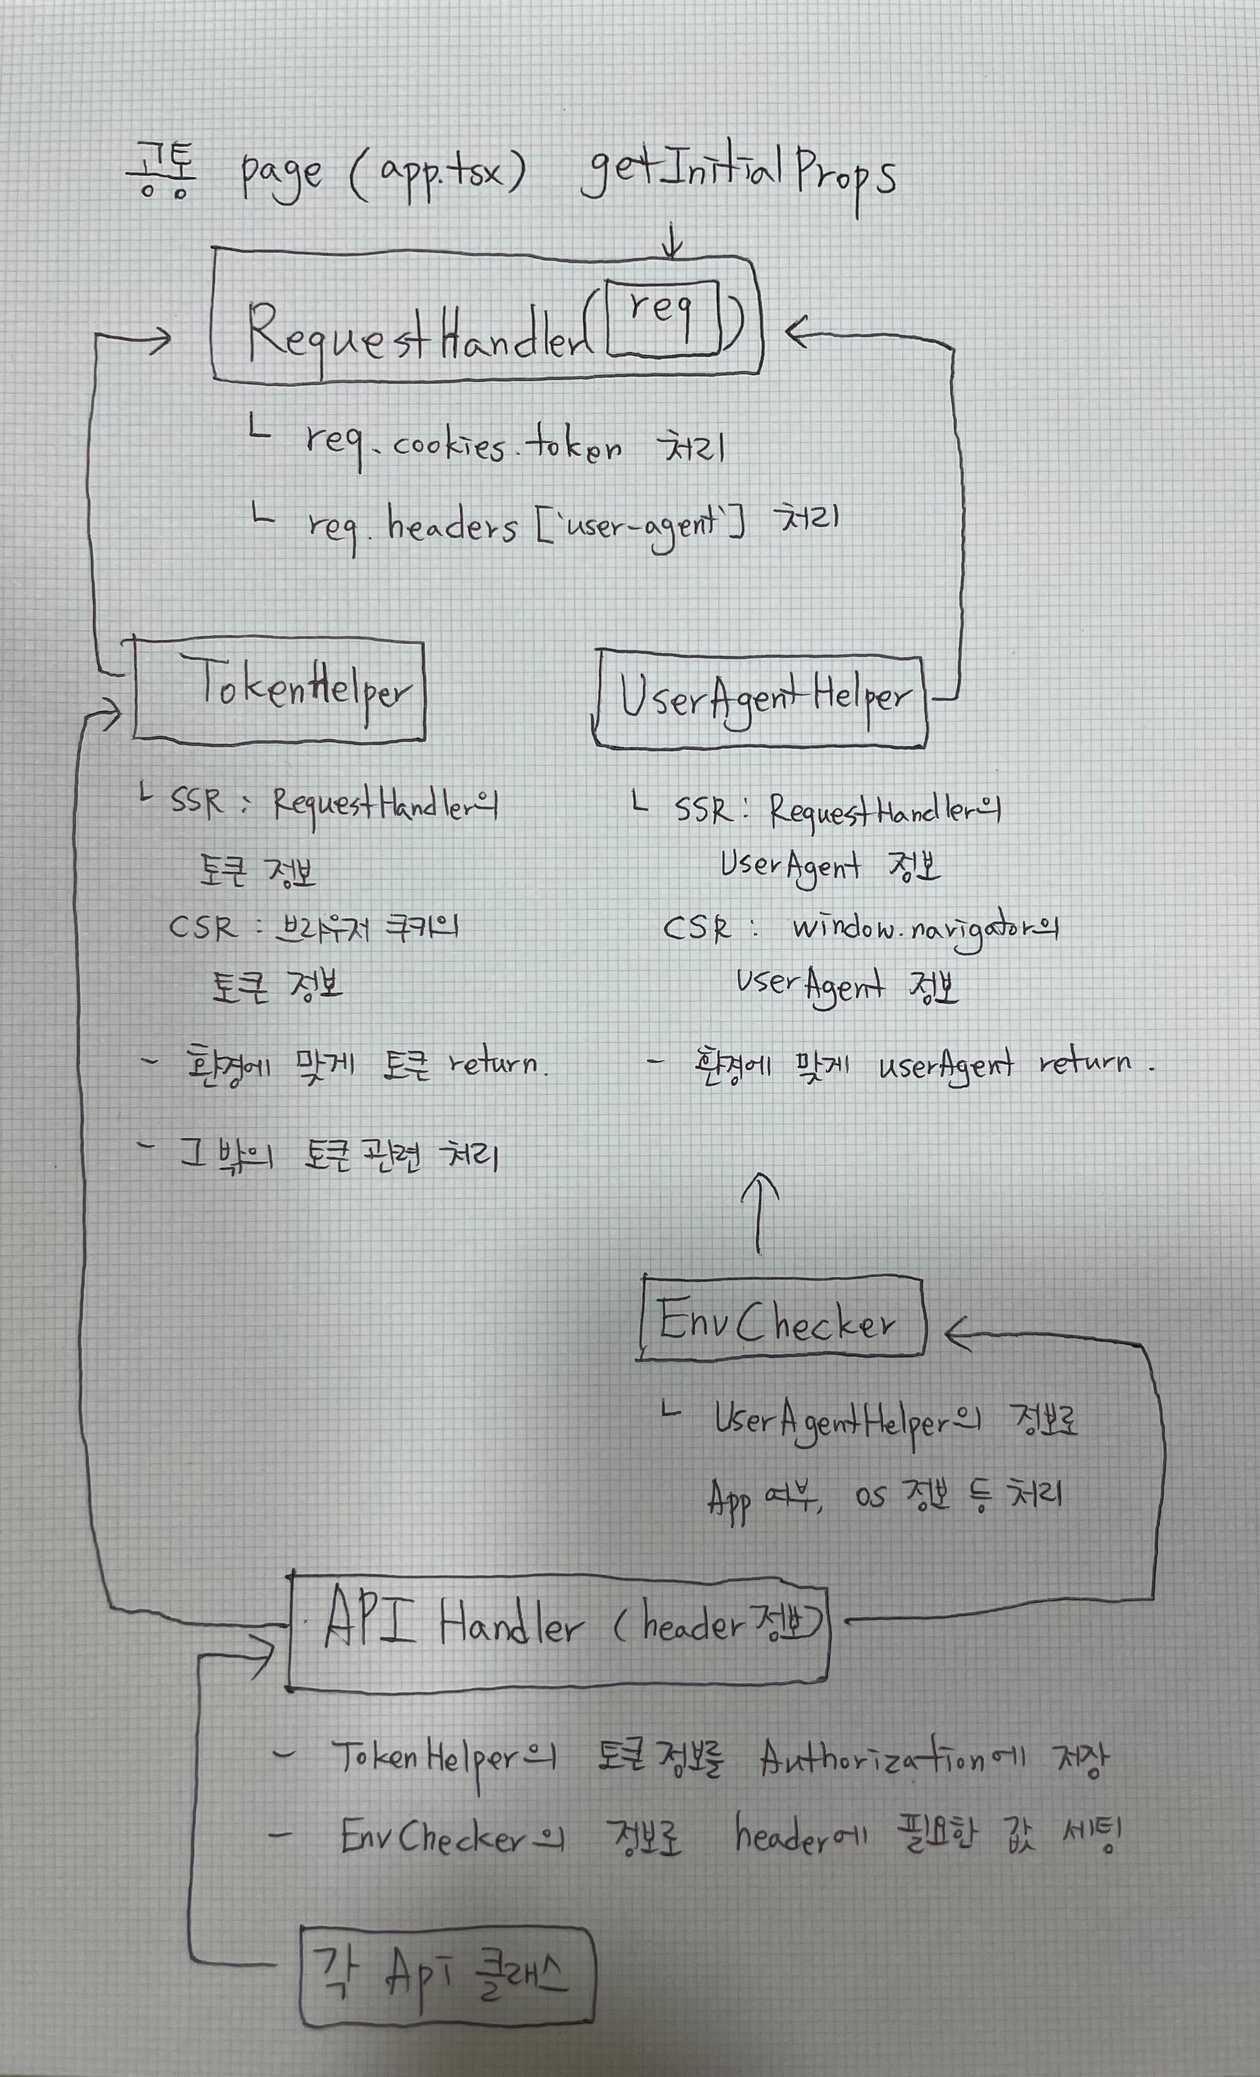 공통 page (app.tsx) getInitialProps
RequestHandler(req)
└ req.cookies.token 처리
└ req.headers ['user-agent'] 처리
TokenHelper
└ SSR : RequestHandler의
토큰 정보
CSR : 브라우저 쿠키의
토큰 정보
- 환경에 맞게 토큰 return.
- 그 밖의 토큰 관련 처리
UserAgentHelper
└ SSR : RequestHandler의
UserAgent 정보
CSR : window.navigator의
UserAgent 정보
- 환경에 맞게 userAgent return.
EnvChecker
└ UserAgentHelper의 정보로
App 여부, OS 정보 등 처리
API Handler (header 정보)
- TokenHelper의 토큰 정보를 Authorization에 저장
- EnvChecker의 정보로 header에 필요한 값 세팅
각 Api 클래스